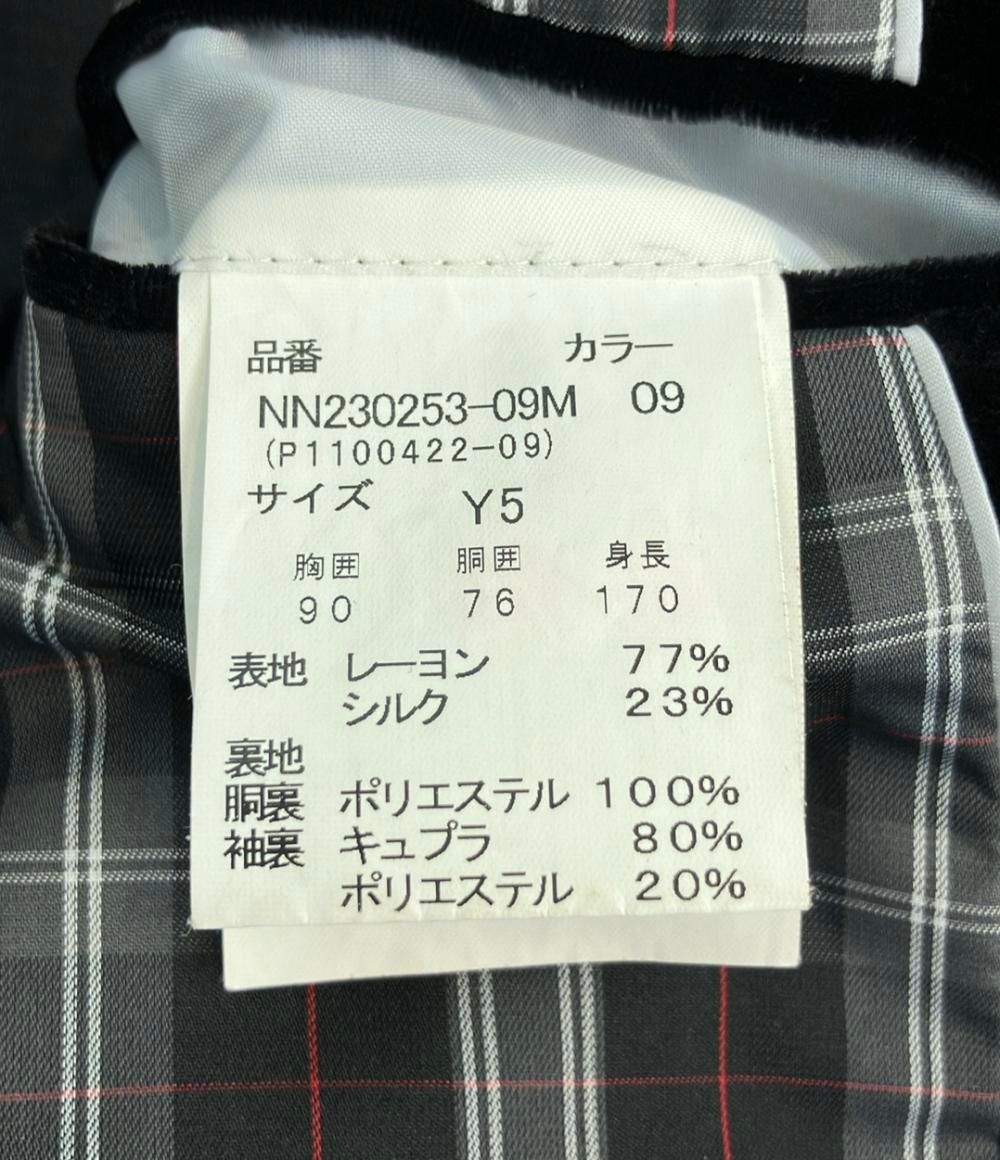 品番 カラー
NN230253-09M 09
(P1100422-09)
サイズ Y5
胸囲 胴囲 身長
90 76 170
表地 レーヨン 77%
シルク 23%
裏地
胴裏 ポリエステル 100%
袖裏 キュプラ 80%
ポリエステル 20%